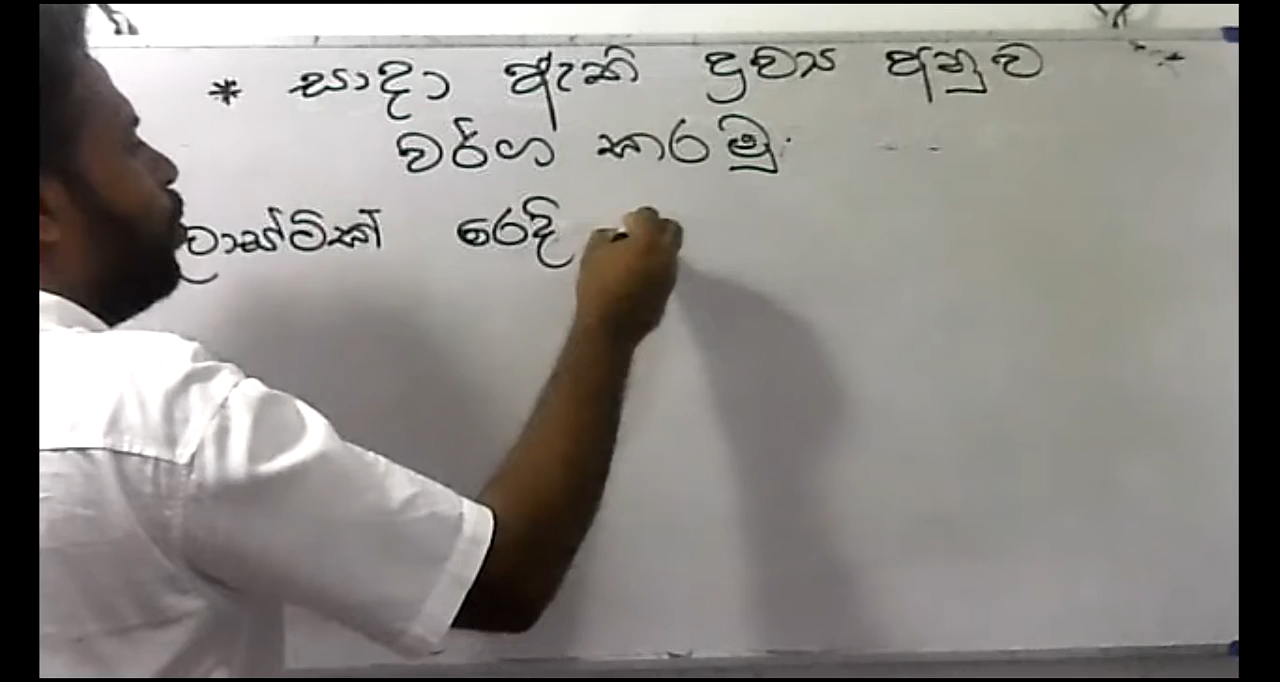 * සාදා ඇති ද්‍රව්‍ය අනුව
වර්ග කරමු.
ලාස්ටික් රෙදි